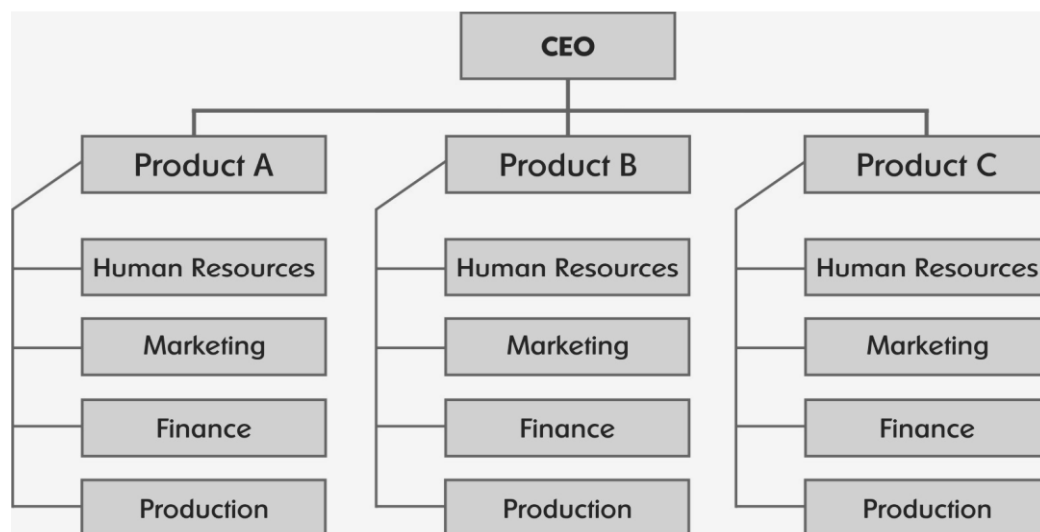 CEO
Product A
Product B
Product C
Human Resources
Human Resources
Human Resources
Marketing
Marketing
Marketing
Finance
Finance
Finance
Production
Production
Production